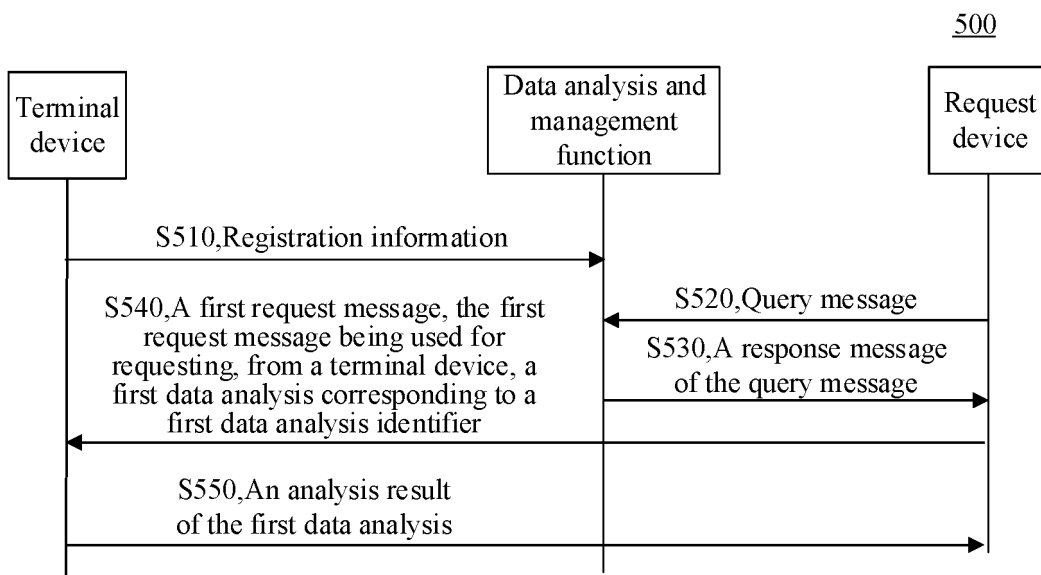 500
Terminal
device
Data analysis and
management
function
Request
device
S510,Registration information
S520,Query message
S530,A response message
of the query message
S540,A first request message, the first
request message being used for
requesting, from a terminal device, a
first data analysis corresponding to a
first data analysis identifier
S550,An analysis result
of the first data analysis